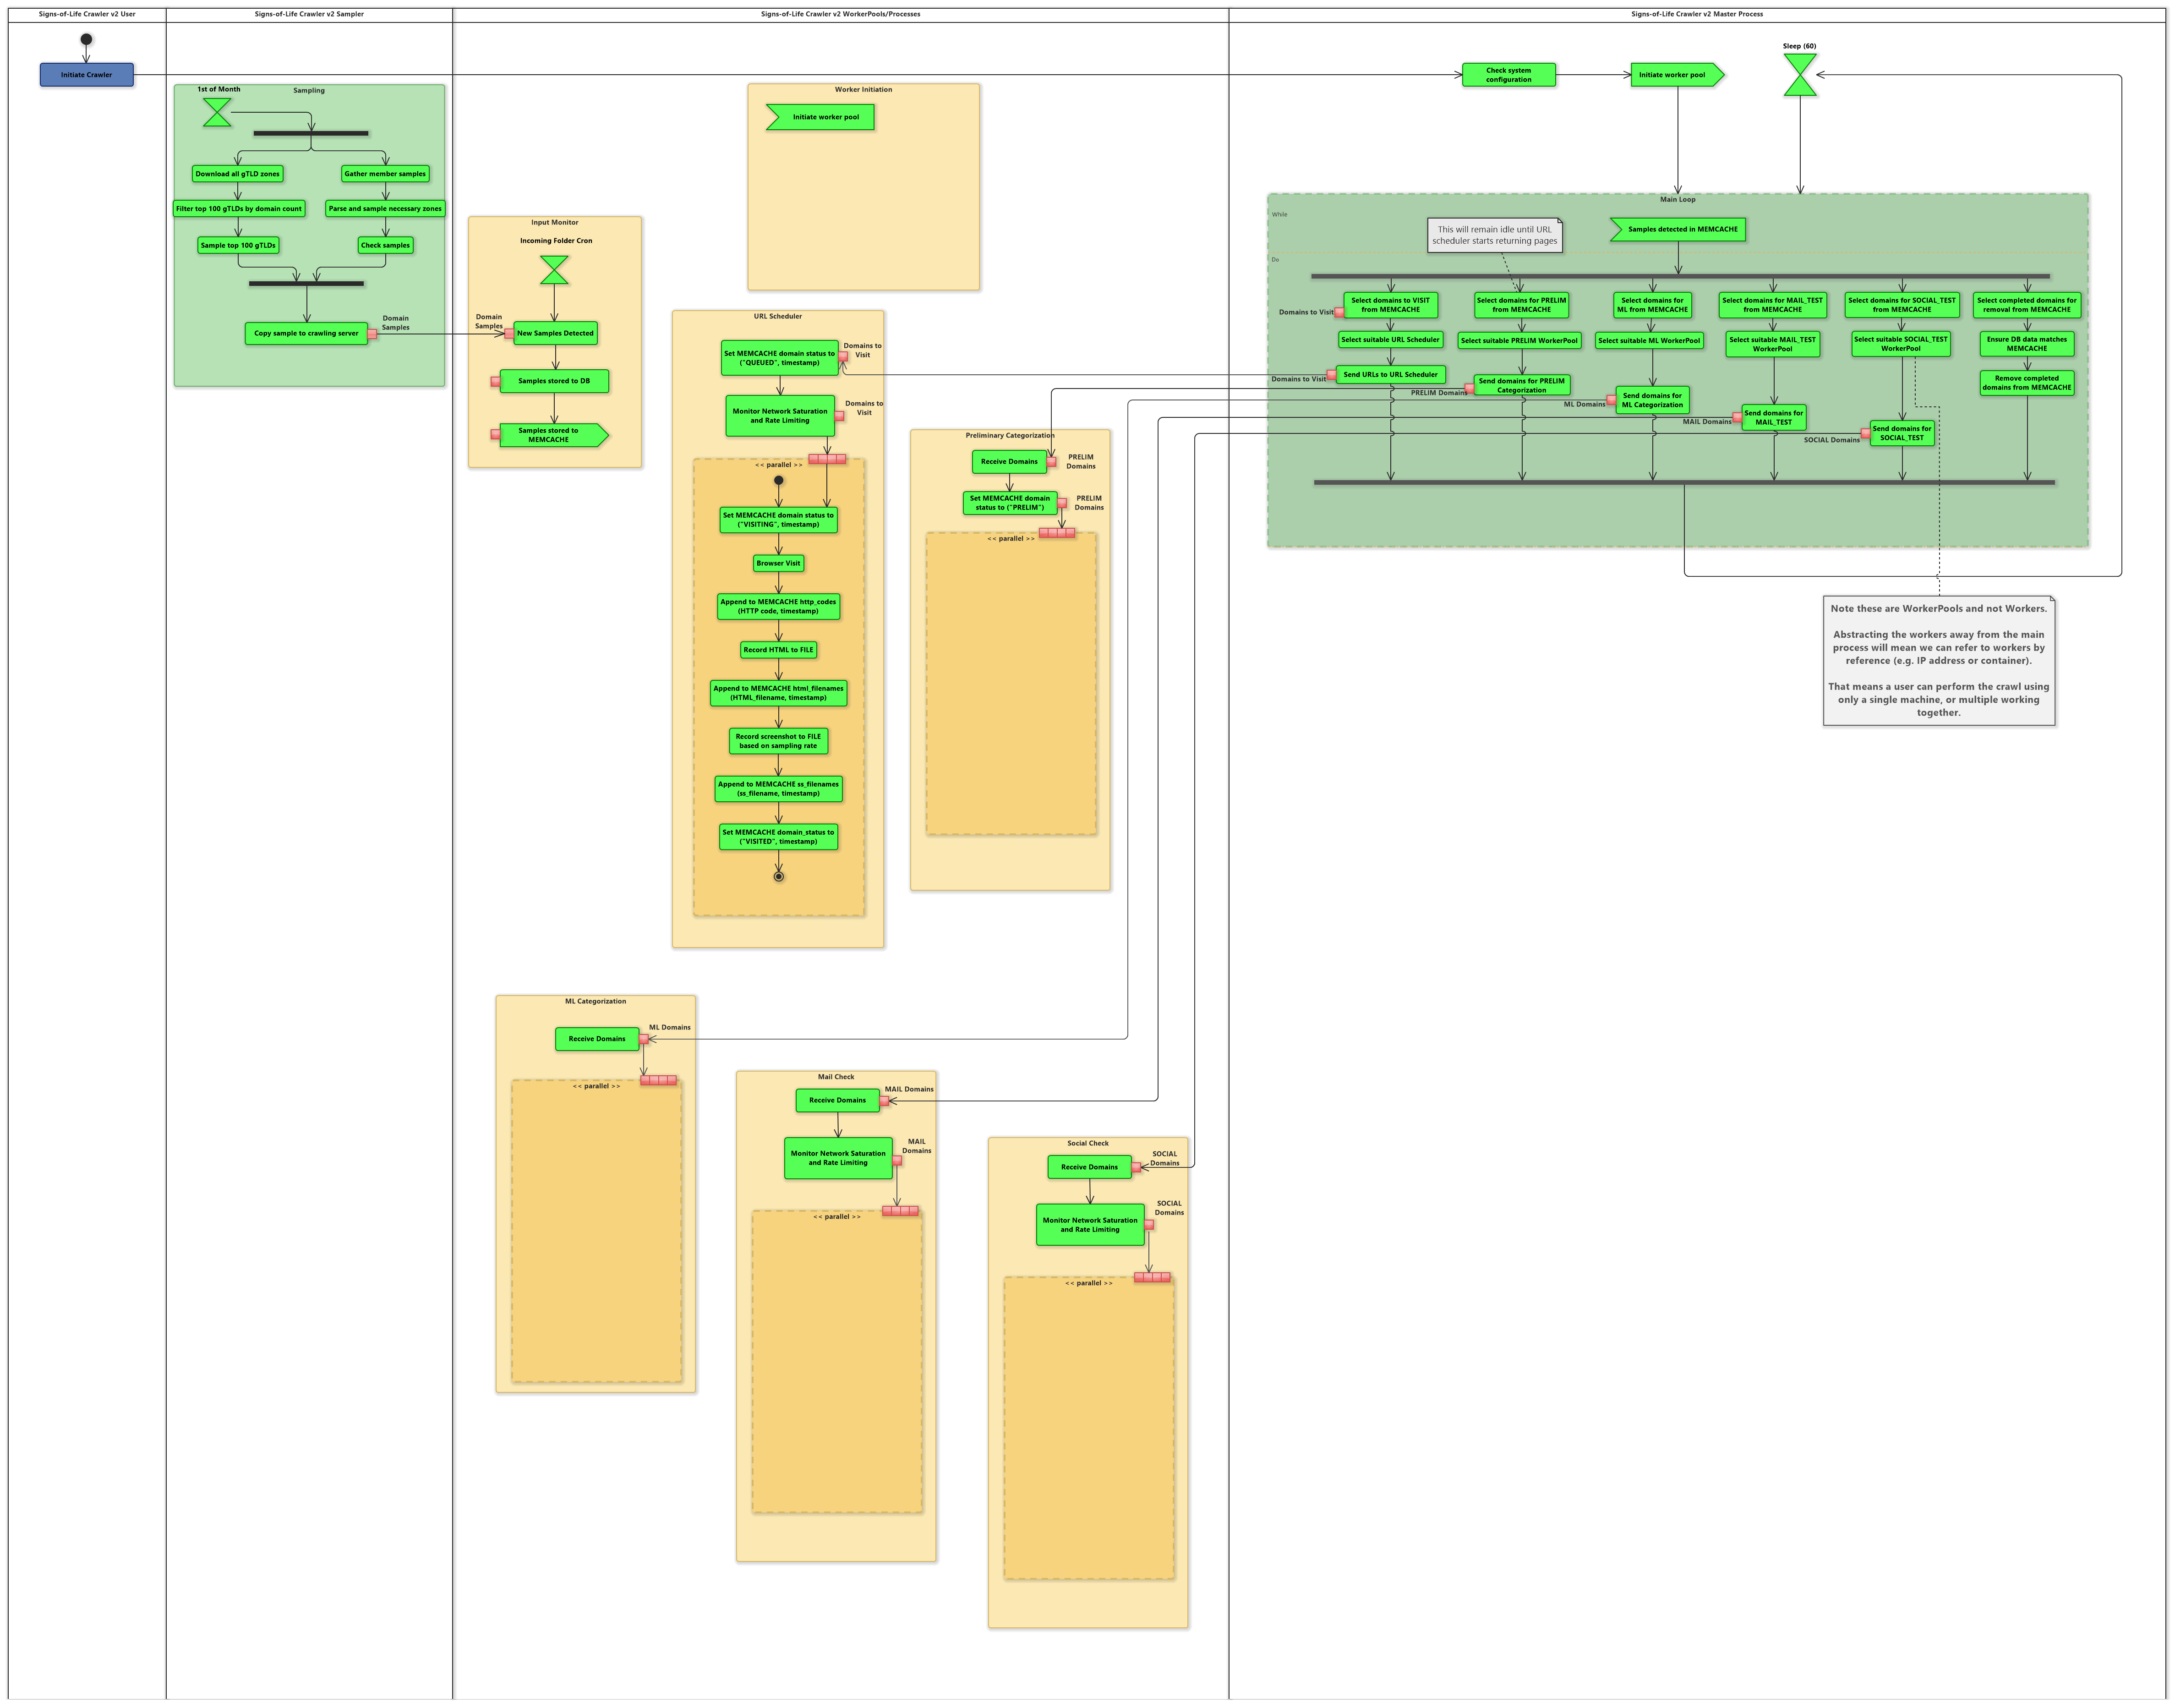 Signs-of-Life Crawler v2 User
Signs-of-Life Crawler v2 Sampler
Signs-of-Life Crawler v2 WorkerPools/Processes
Signs-of-Life Crawler v2 Master Process
Initiate Crawler
Sampling
1st of Month
Download all gTLD zones
Gather member samples
Filter top 100 gTLDs by domain count
Parse and sample necessary zones
Sample top 100 gTLDs
Check samples
Copy sample to crawling server
Domain
Samples
Input Monitor
Incoming Folder Cron
Domain
Samples
New Samples Detected
Samples stored to DB
Samples stored to
MEMCACHE
Worker Initiation
Initiate worker pool
URL Scheduler
Set MEMCACHE domain status to
("QUEUED", timestamp)
Domains to
Visit
Monitor Network Saturation
and Rate Limiting
Domains to
Visit
<< parallel >>
Set MEMCACHE domain status to
("VISITING", timestamp)
Browser Visit
Append to MEMCACHE http_codes
(HTTP code, timestamp)
Record HTML to FILE
Append to MEMCACHE html_filenames
(HTML_filename, timestamp)
Record screenshot to FILE
based on sampling rate
Append to MEMCACHE ss_filenames
(ss_filename, timestamp)
Set MEMCACHE domain_status to
("VISITED", timestamp)
Preliminary Categorization
Receive Domains
PRELIM
Domains
Set MEMCACHE domain
status to ("PRELIM")
PRELIM
Domains
<< parallel >>
ML Categorization
Receive Domains
ML Domains
<< parallel >>
Mail Check
Receive Domains
MAIL Domains
Monitor Network Saturation
and Rate Limiting
MAIL
Domains
<< parallel >>
Social Check
Receive Domains
SOCIAL
Domains
Monitor Network Saturation
and Rate Limiting
SOCIAL
Domains
<< parallel >>
Check system
configuration
Initiate worker pool
Sleep (60)
Main Loop
While
This will remain idle until URL
scheduler starts returning pages
Samples detected in MEMCACHE
Do
Select domains to VISIT
from MEMCACHE
Domains to Visit
Select suitable URL Scheduler
Send URLs to URL Scheduler
Domains to Visit
Select domains for PRELIM
from MEMCACHE
Select suitable PRELIM WorkerPool
Send domains for PRELIM
Categorization
PRELIM Domains
Select domains for
ML from MEMCACHE
Select suitable ML WorkerPool
Send domains for
ML Categorization
ML Domains
Select domains for MAIL_TEST
from MEMCACHE
Select suitable MAIL_TEST
WorkerPool
Send domains for
MAIL_TEST
MAIL Domains
Select domains for SOCIAL_TEST
from MEMCACHE
Select suitable SOCIAL_TEST
WorkerPool
Send domains for
SOCIAL_TEST
SOCIAL Domains
Select completed domains for
removal from MEMCACHE
Ensure DB data matches
MEMCACHE
Remove completed
domains from MEMCACHE
Note these are WorkerPools and not Workers.
Abstracting the workers away from the main
process will mean we can refer to workers by
reference (e.g. IP address or container).
That means a user can perform the crawl using
only a single machine, or multiple working
together.